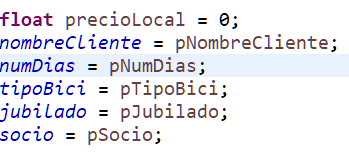 float precioLocal = 0;
nombreCliente = pNombreCliente;
numDias = pNumDias;
tipoBici = pTipoBici;
jubilado = pJubilado;
socio = pSocio;